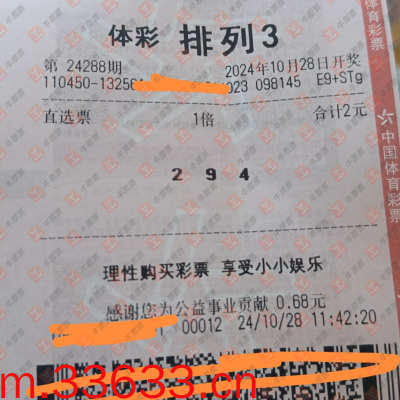 体彩 排列3
第 24288期 2024年10月28日开奖
110450-13256 023 098145 E9+STg
直选票 1倍 合计2元
2 9 4
理性购买彩票 享受小小娱乐
感谢您为公益事业贡献 0.68元
00012 24/10/28 11:42:20
m.33633.cn
体育彩票
中国体育彩票